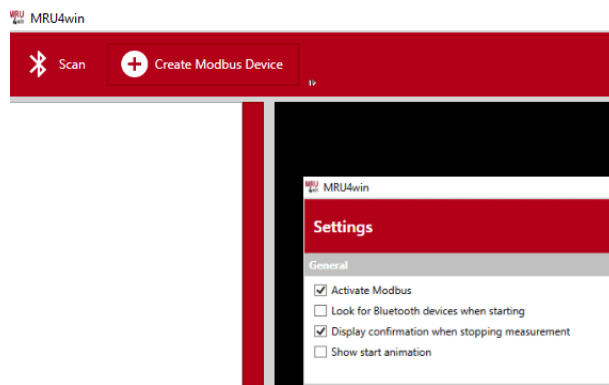 MRU4win
Scan
Create Modbus Device
MRU4win
Settings
General
Activate Modbus
Look for Bluetooth devices when starting
Display confirmation when stopping measurement
Show start animation